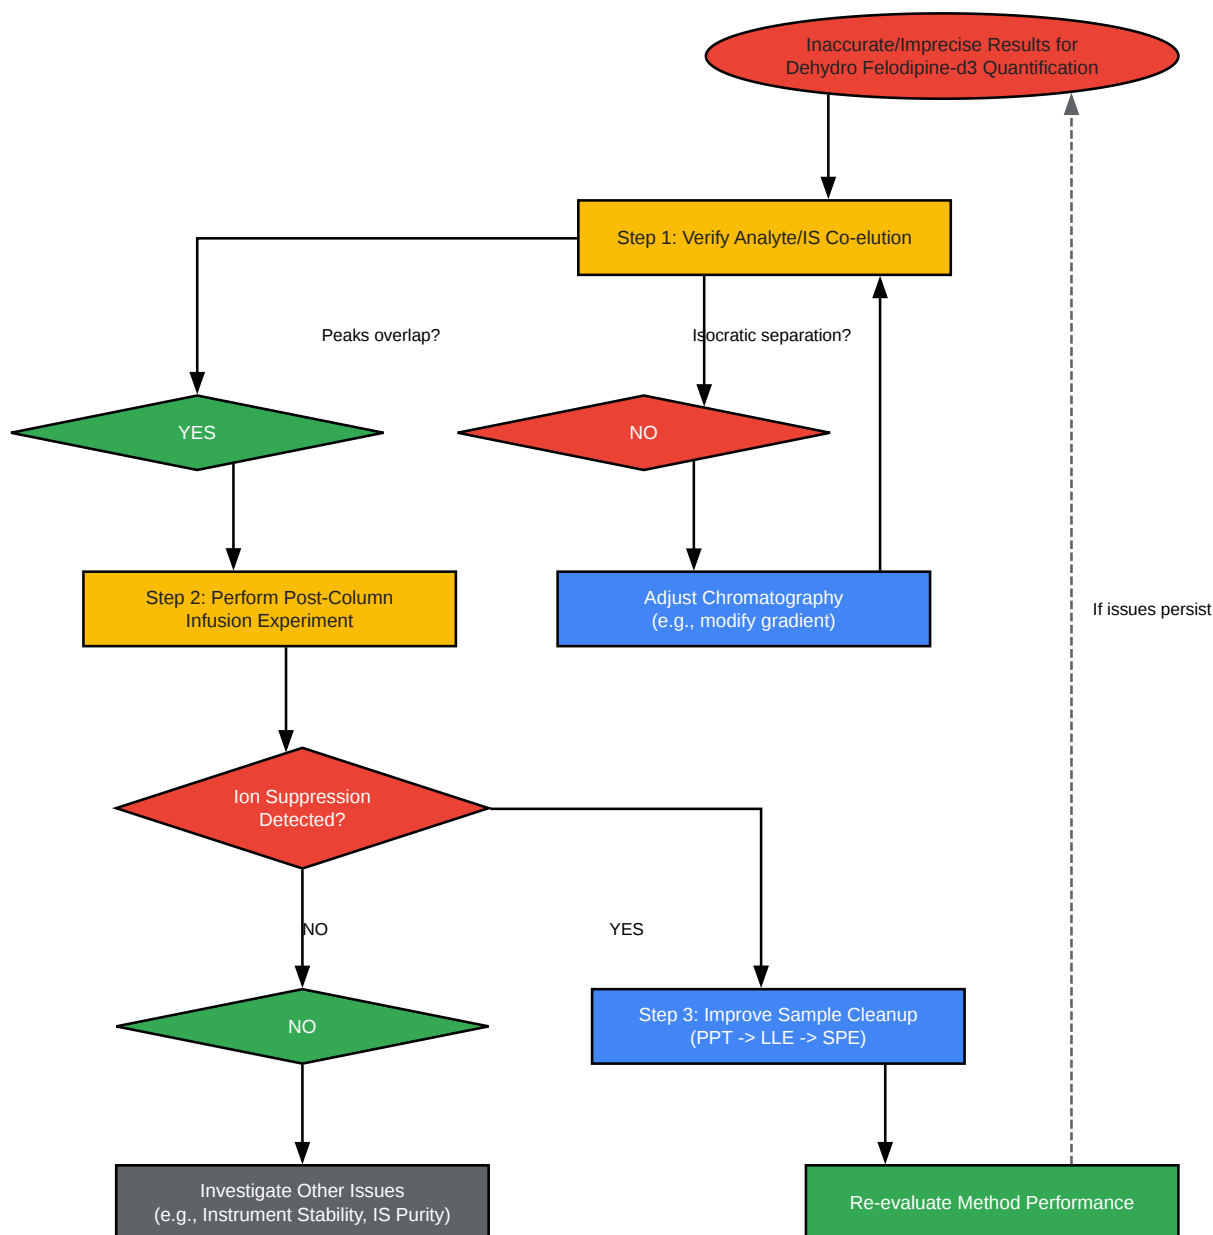 Inaccurate/Imprecise Results for
Dehydro Felodipine-d3 Quantification
Step 1: Verify Analyte/IS Co-elution
Peaks overlap?
Isocratic separation?
YES
NO
Step 2: Perform Post-Column
Infusion Experiment
Adjust Chromatography
(e.g., modify gradient)
If issues persist
Ion Suppression
Detected?
NO
YES
NO
Step 3: Improve Sample Cleanup
(PPT -> LLE -> SPE)
Investigate Other Issues
(e.g., Instrument Stability, IS Purity)
Re-evaluate Method Performance